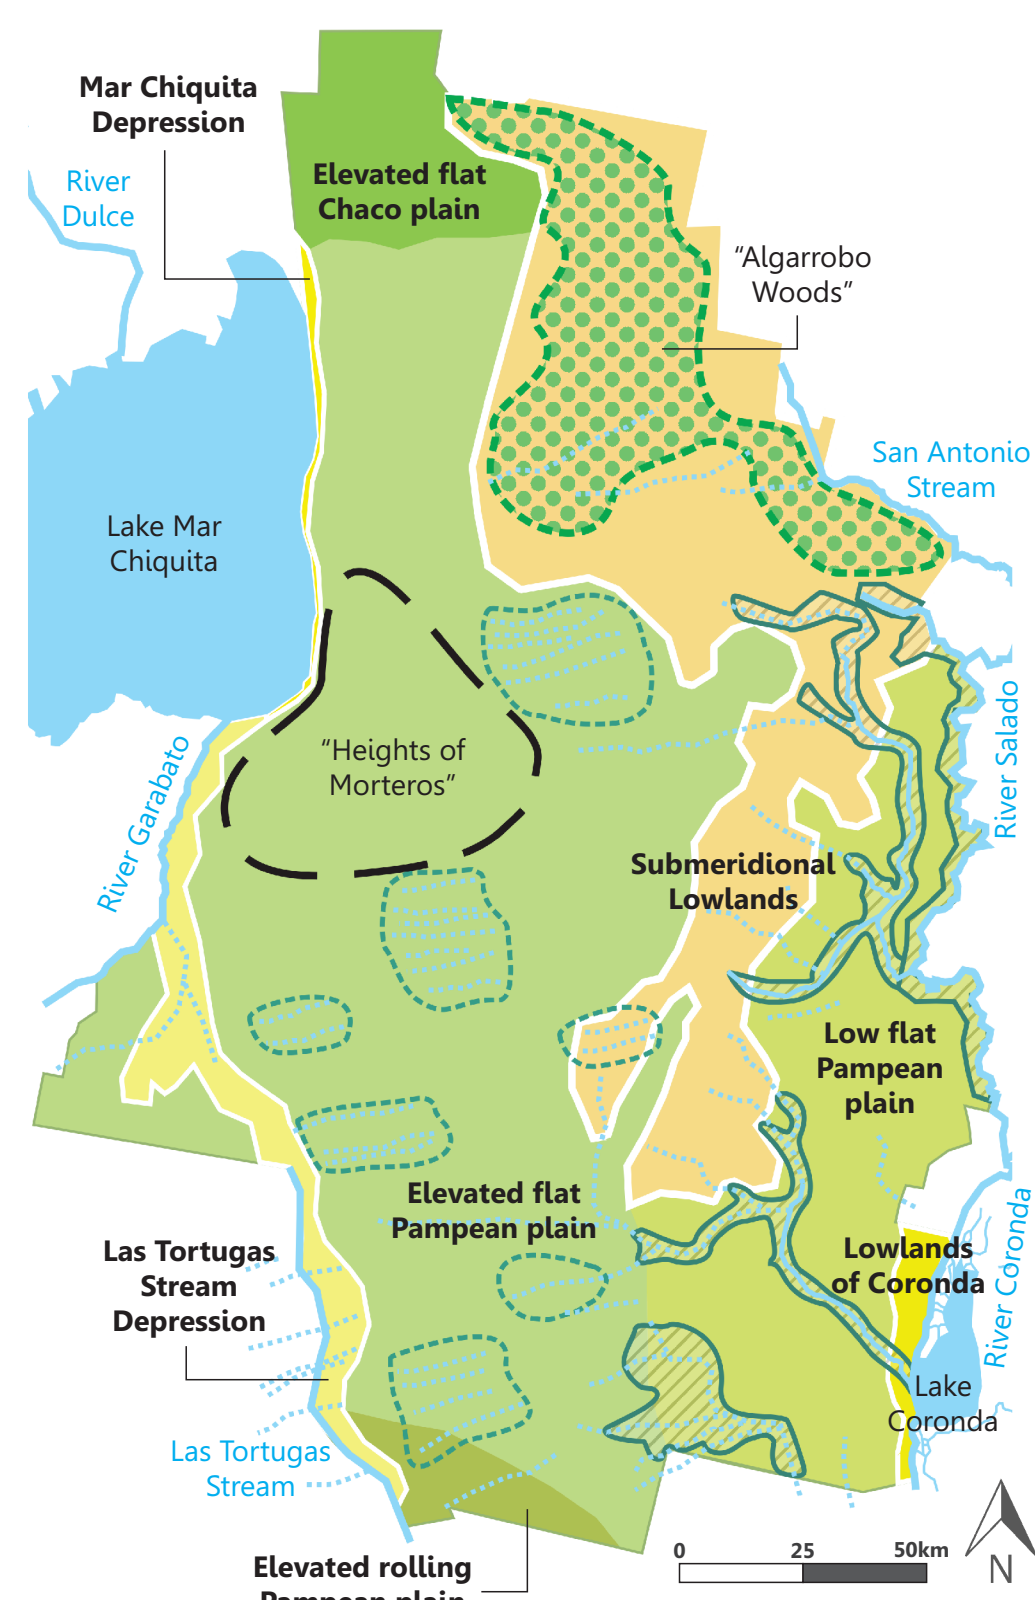 Mar Chiquita
Depression
River
Dulce
Elevated flat
Chaco plain
“Algarrobo
Woods”
San Antonio
Stream
Lake Mar
Chiquita
“Heights of
Morteros”
River Garabato
River Salado
Submeridional
Lowlands
Low flat
Pampean
plain
Elevated flat
Pampean plain
Las Tortugas
Stream
Depression
Lowlands
of Coronda
River Coronda
Lake
Coronda
Las Tortugas
Stream
0 25 50km
N
Elevated rolling
Pampean plain